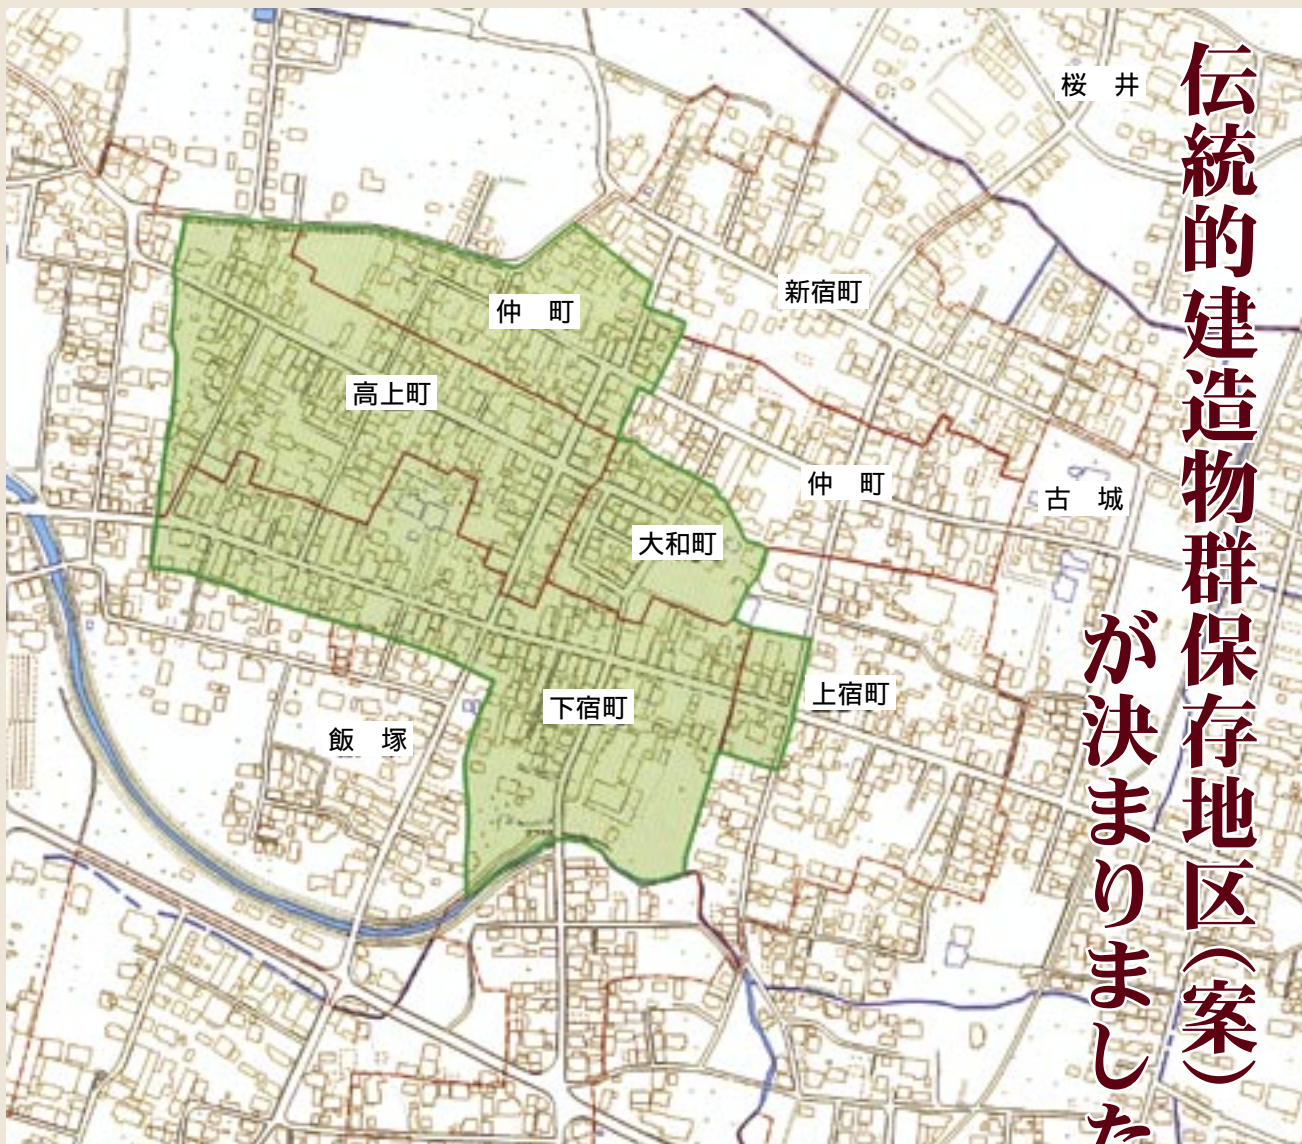 伝統的建造物群保存地区（案）
が決まりました
桜　井
新宿町
仲　町
高上町
仲　町
古　城
大和町
上宿町
下宿町
飯　塚